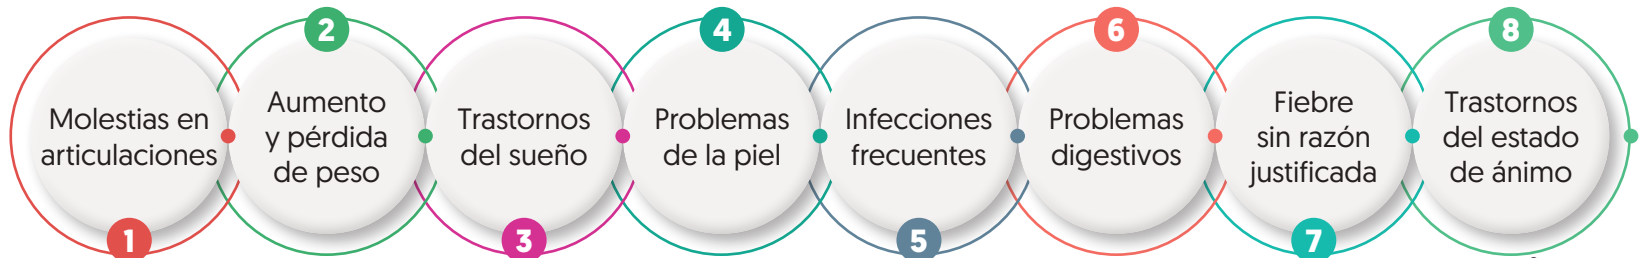 1
Molestias en
articulaciones
2
Aumento
y pérdida
de peso
3
Trastornos
del sueño
4
Problemas
de la piel
5
Infecciones
frecuentes
6
Problemas
digestivos
7
Fiebre
sin razón
justificada
8
Trastornos
del estado
de ánimo